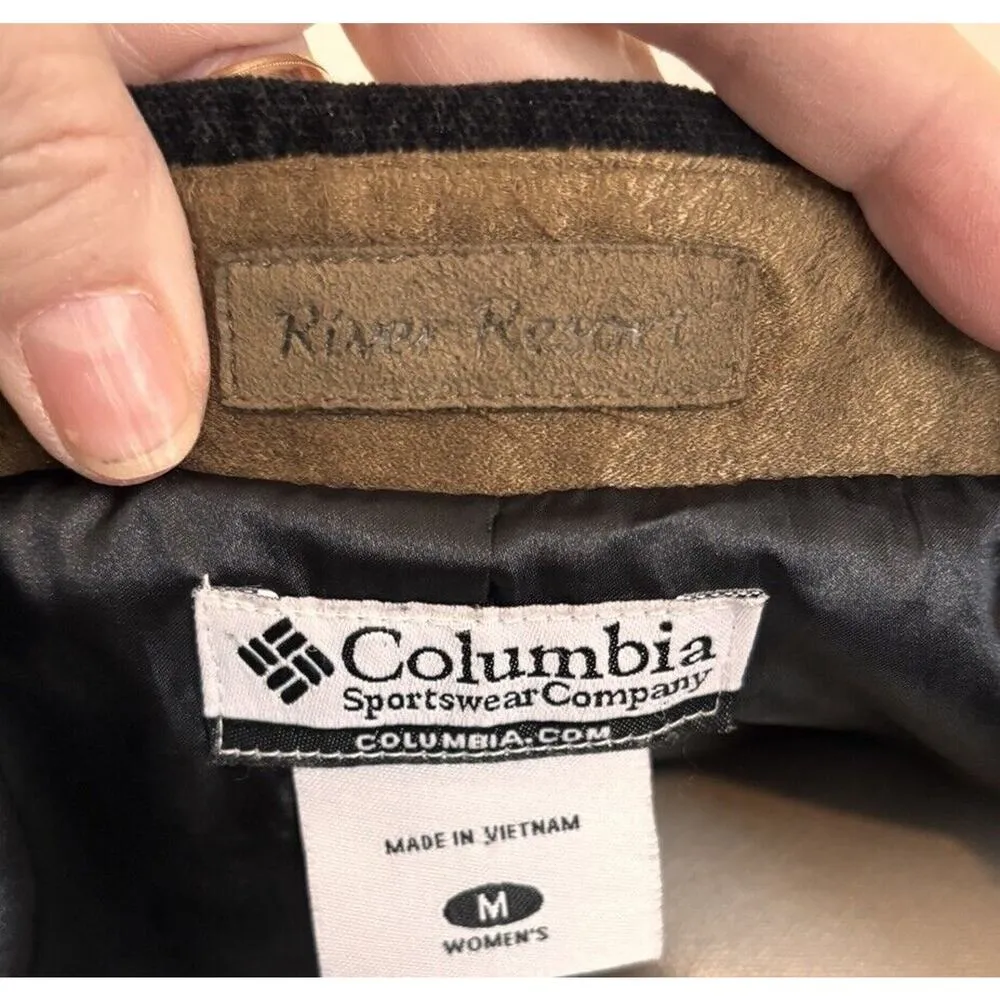 River Resort
Columbia
Sportswear Company
COLUMBIA.COM
MADE IN VIETNAM
M
WOMEN'S